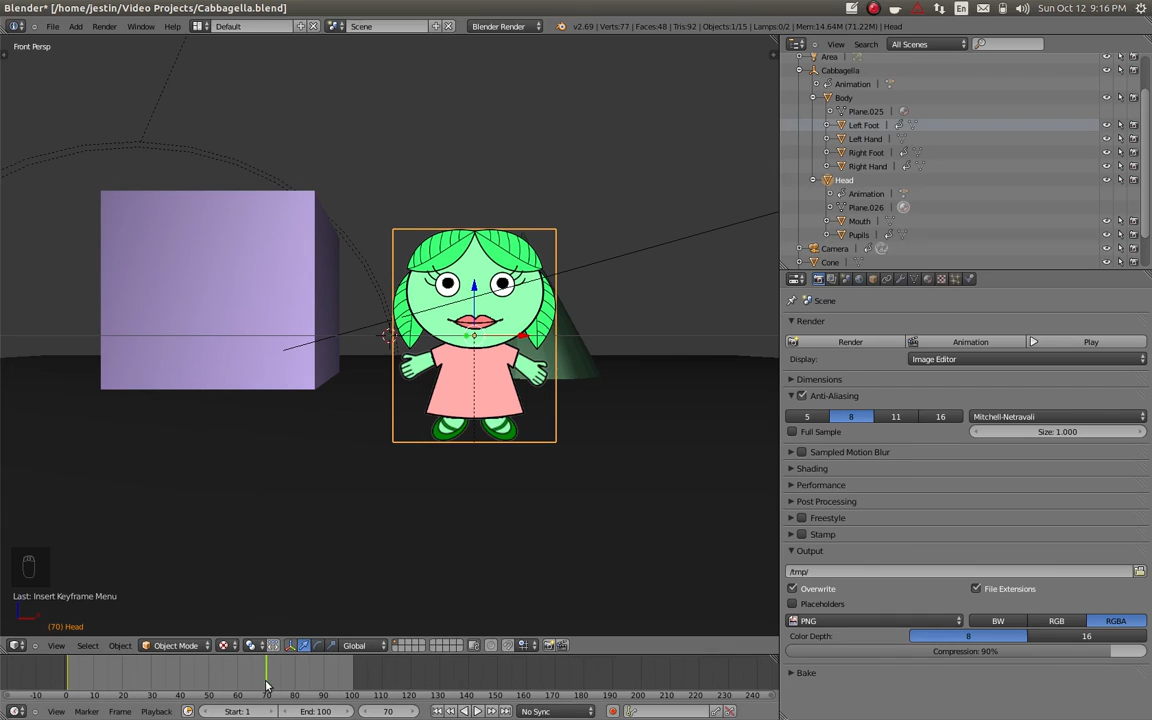 Blender* [/home/jestin/Video Projects/Cabbagella.blend]
En Sun Oct 12 9:16 PM
File Add Render Window Help Default Scene Blender Render v2.69 | Verts:77 | Faces:48 | Objects:1/15 | Lamps:0/2 | Mem:14.64M (71.22M) | Head
View Search All Scenes
Front Persp
Area
Cabbagella
Animation
Body
Plane.025
Left Foot
Left Hand
Right Foot
Right Hand
Head
Animation
Plane.026
Mouth
Pupils
Camera
Cone
Scene
Render
Render Animation Play
Display: Image Editor
Dimensions
Anti-Aliasing
5 8 11 16 Mitchell-Netravali
Full Sample Size: 1.000
Sampled Motion Blur
Shading
Performance
Post Processing
Freestyle
Stamp
Output
/tmp/
Overwrite File Extensions
Placeholders
PNG BW RGB RGBA
Color Depth: 8 16
Compression: 90%
Bake
Last: Insert Keyframe Menu
(70) Head
View Select Object Object Mode Global
-10 0 10 20 30 40 50 60 70 80 90 100 110 120 130 140 150 160 170 180 190 200 210 220 230 240
View Marker Frame Playback Start: 1 End: 100 70 No Sync